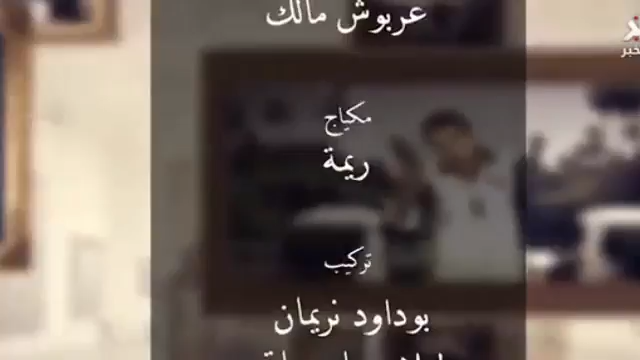 عربوش مالك
مكياج
ريمة
تركيب
بوداود نريمان